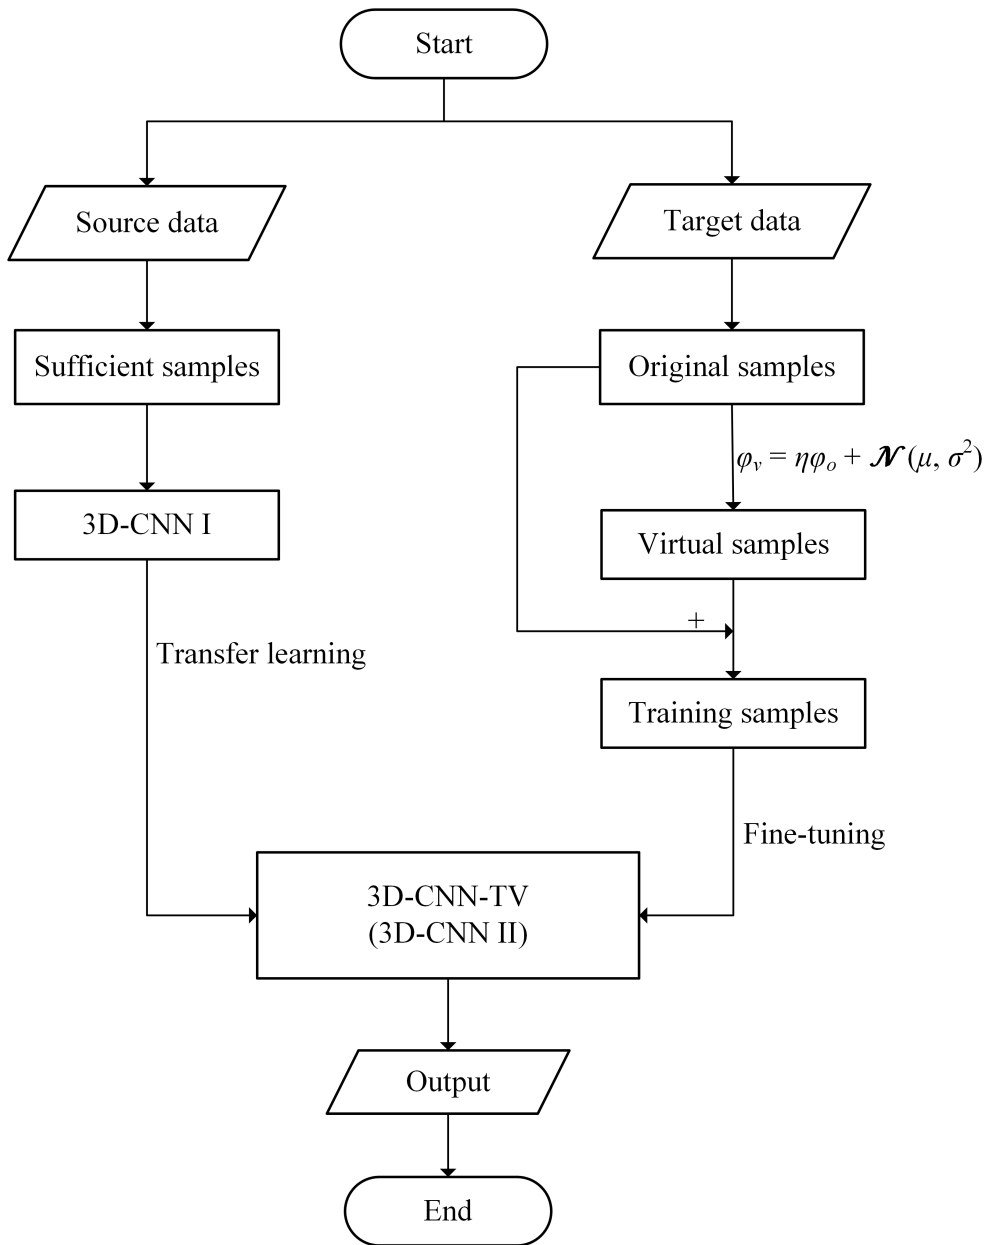 Start
Source data
Target data
Sufficient samples
Original samples
φv = ηφo + 𝒩(μ, σ²)
3D-CNN I
Virtual samples
+
Transfer learning
Training samples
Fine-tuning
3D-CNN-TV
(3D-CNN II)
Output
End